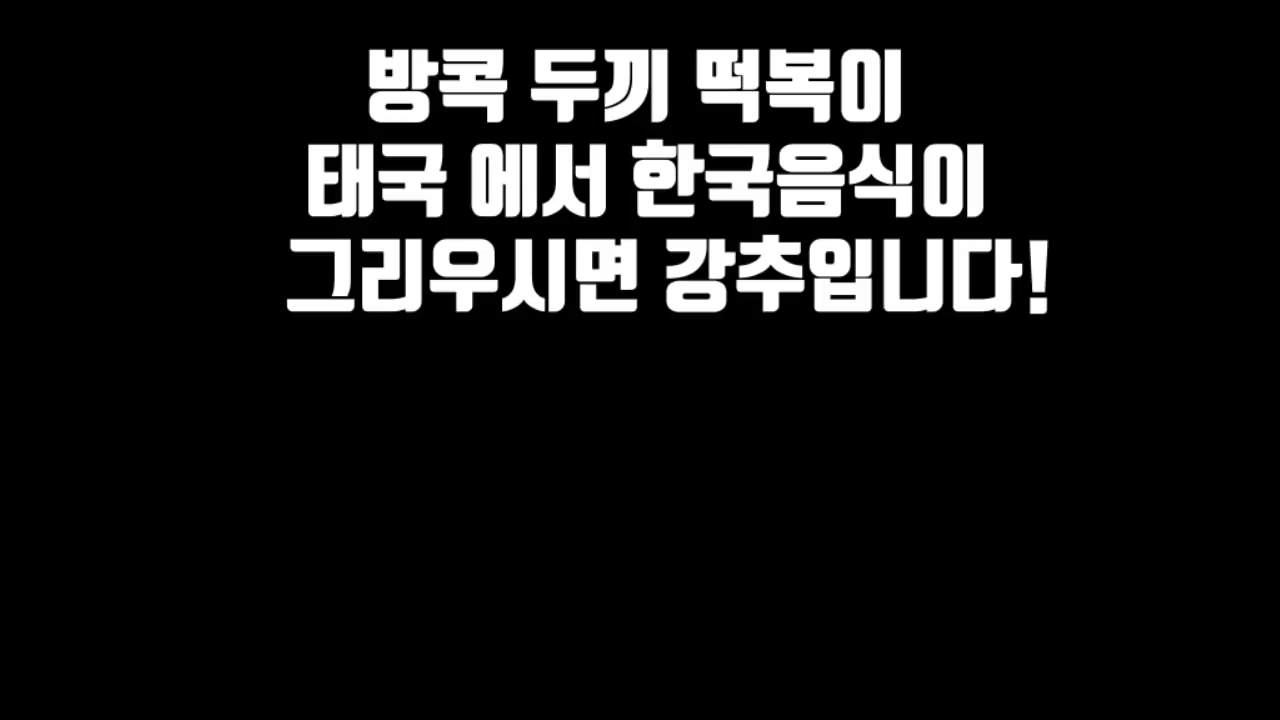 방콕 두끼 떡복이
태국 에서 한국음식이
그리우시면 강추입니다!